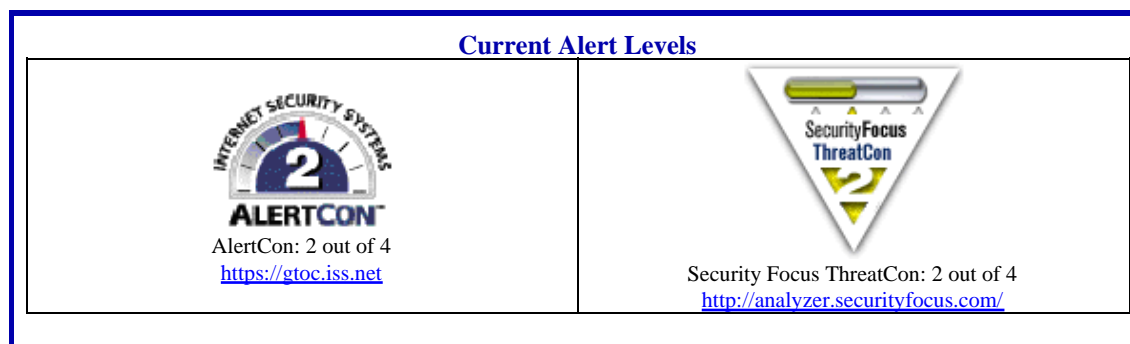 Current Alert Levels
INTERNET SECURITY SYSTEMS
2
ALERTCON™
AlertCon: 2 out of 4
https://gtoc.iss.net
SecurityFocus
ThreatCon
2
Security Focus ThreatCon: 2 out of 4
http://analyzer.securityfocus.com/